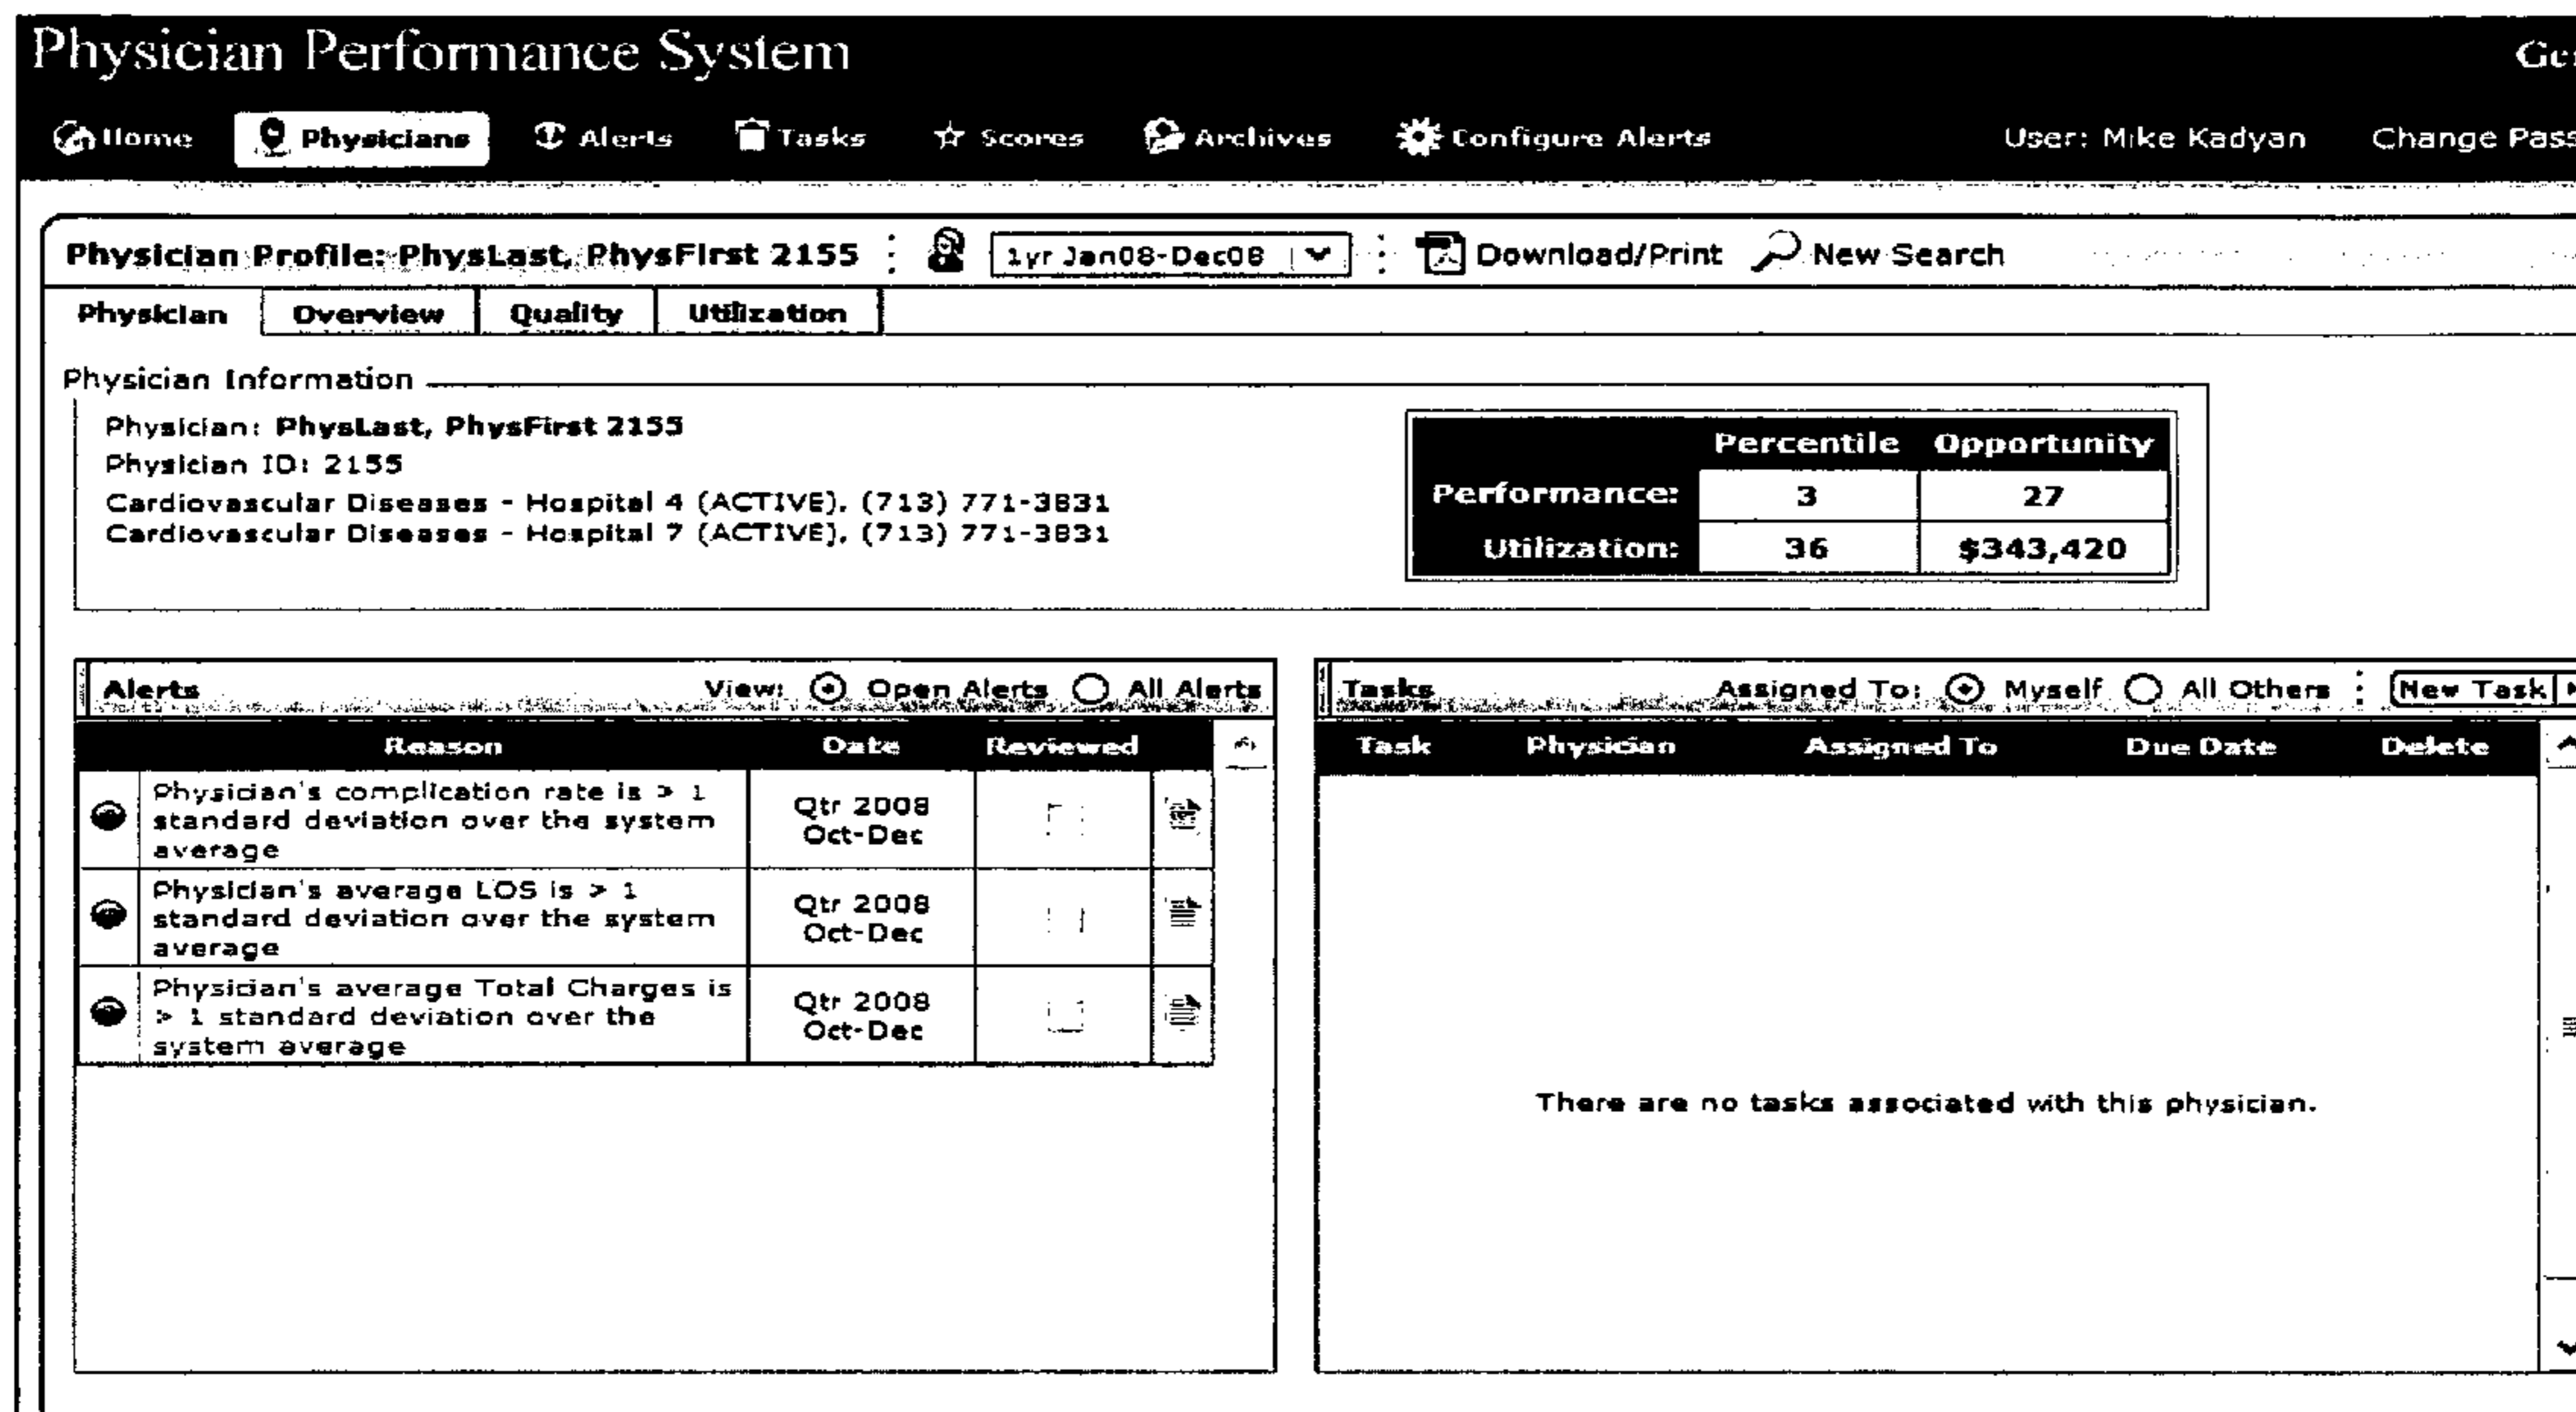 Physician Performance System
Home Physicians Alerts Tasks Scores Archives Configure Alerts User: Mike Kadyan Change
Physician Profile: PhysLast, PhysFirst 2155 1yr Jan08-Dec08 Download/Print New Search
Physician Overview Quality Utilization
Physician Information
Physician: PhysLast, PhysFirst 2155
Physician ID: 2155
Cardiovascular Diseases - Hospital 4 (ACTIVE), (713) 771-3831
Cardiovascular Diseases - Hospital 7 (ACTIVE), (713) 771-3831
Percentile Opportunity
Performance: 3 27
Utilization: 36 $343,420
Alerts View: Open Alerts All Alerts
Reason Date Reviewed
Physician's complication rate is > 1
standard deviation over the system
average
Qtr 2008
Oct-Dec
Physician's average LOS is > 1
standard deviation over the system
average
Qtr 2008
Oct-Dec
Physician's average Total Charges is
> 1 standard deviation over the
system average
Qtr 2008
Oct-Dec
Tasks Assigned To: Myself All Others New Task
Task Physician Assigned To Due Date Delete
There are no tasks associated with this physician.